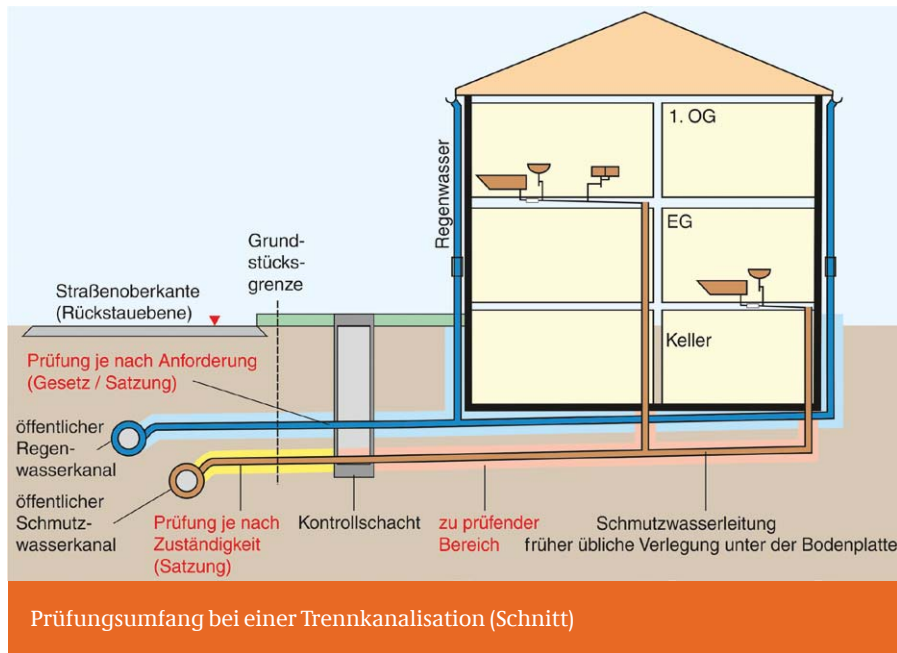 1. OG
Regenwasser
EG
Grund-
stücks-
grenze
Straßenoberkante
(Rückstauebene)
Keller
Prüfung je nach Anforderung
(Gesetz / Satzung)
öffentlicher
Regen-
wasserkanal
öffentlicher
Schmutz-
wasserkanal
Prüfung je nach
Zuständigkeit
(Satzung)
Kontrollschacht
zu prüfender
Bereich
Schmutzwasserleitung
früher übliche Verlegung unter der Bodenplatte
Prüfungsumfang bei einer Trennkanalisation (Schnitt)